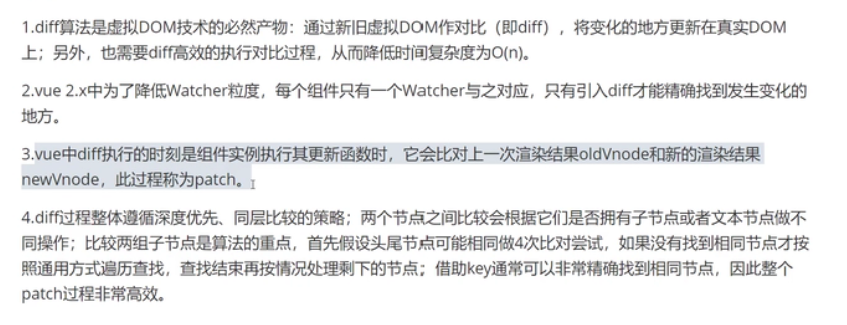 1.diff算法是虚拟DOM技术的必然产物：通过新旧虚拟DOM作对比（即diff），将变化的地方更新在真实DOM
上；另外，也需要diff高效的执行对比过程，从而降低时间复杂度为O(n)。
2.vue 2.x中为了降低Watcher粒度，每个组件只有一个Watcher与之对应，只有引入diff才能精确找到发生变化的
地方。
3.vue中diff执行的时刻是组件实例执行其更新函数时，它会比对上一次渲染结果oldVnode和新的渲染结果
newVnode，此过程称为patch。
4.diff过程整体遵循深度优先、同层比较的策略；两个节点之间比较会根据它们是否拥有子节点或者文本节点做不
同操作；比较两组子节点是算法的重点，首先假设头尾节点可能相同做4次比对尝试，如果没有找到相同节点才按
照通用方式遍历查找，查找结束再按情况处理剩下的节点；借助key通常可以非常精确找到相同节点，因此整个
patch过程非常高效。